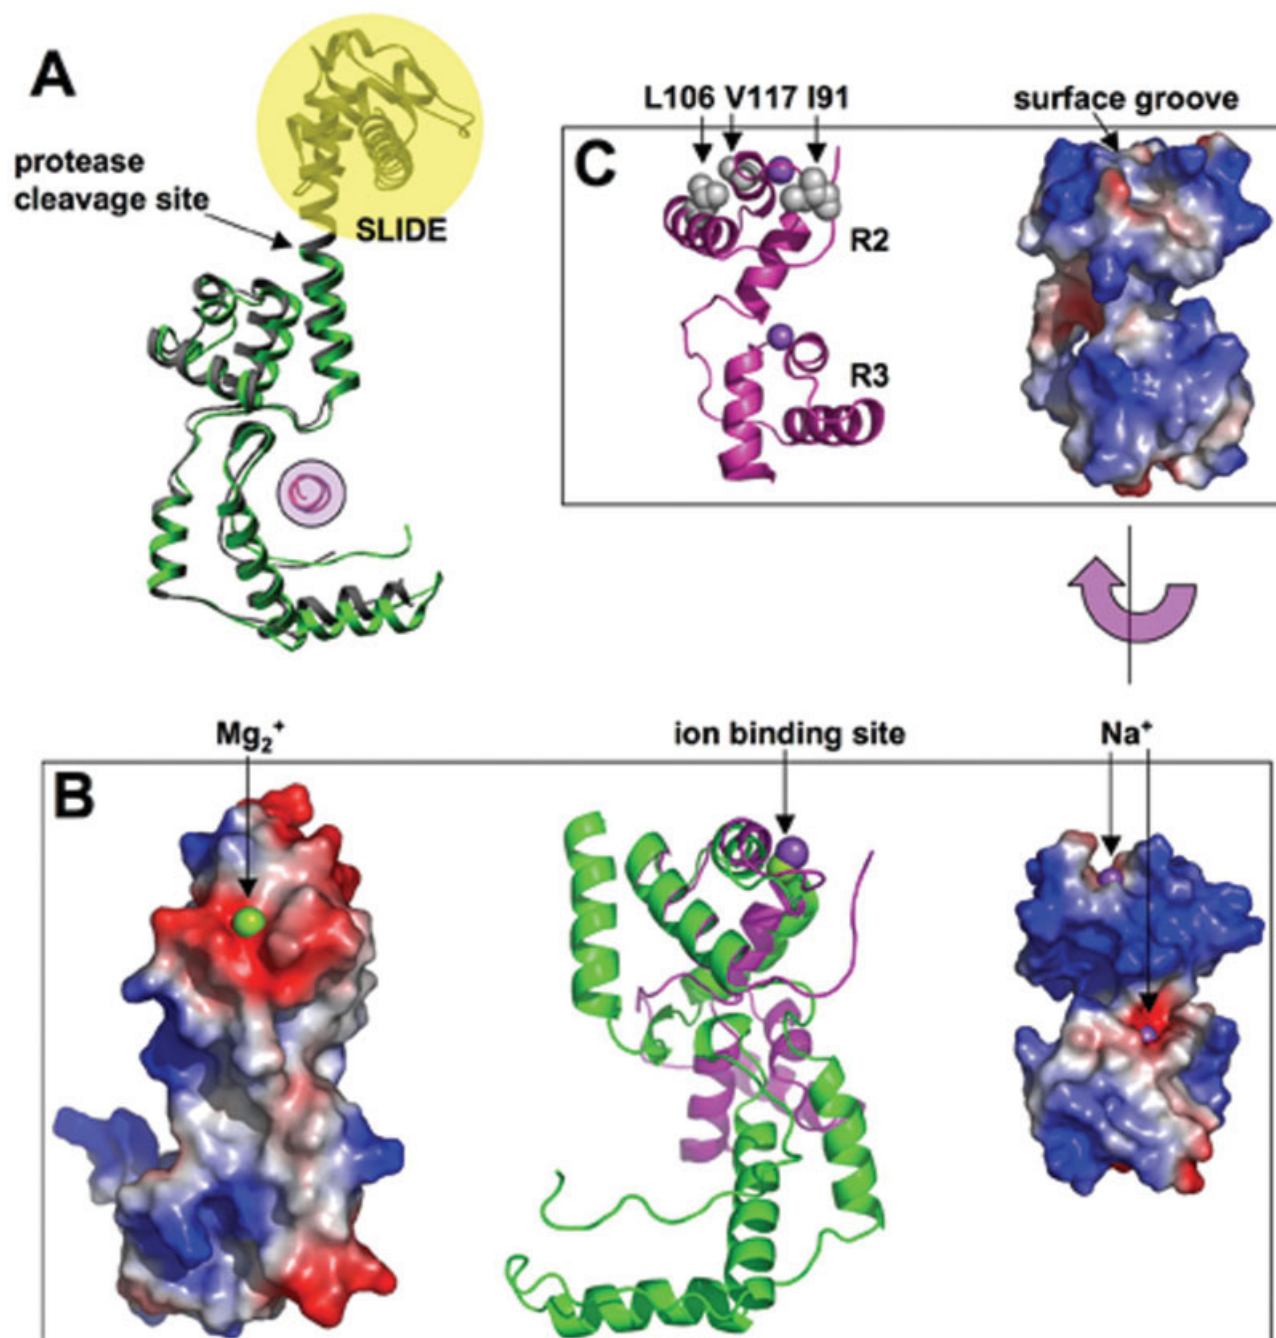 A
protease
cleavage site
SLIDE
L106 V117 I91
surface groove
C
R2
R3
Mg₂⁺
ion binding site
Na⁺
B